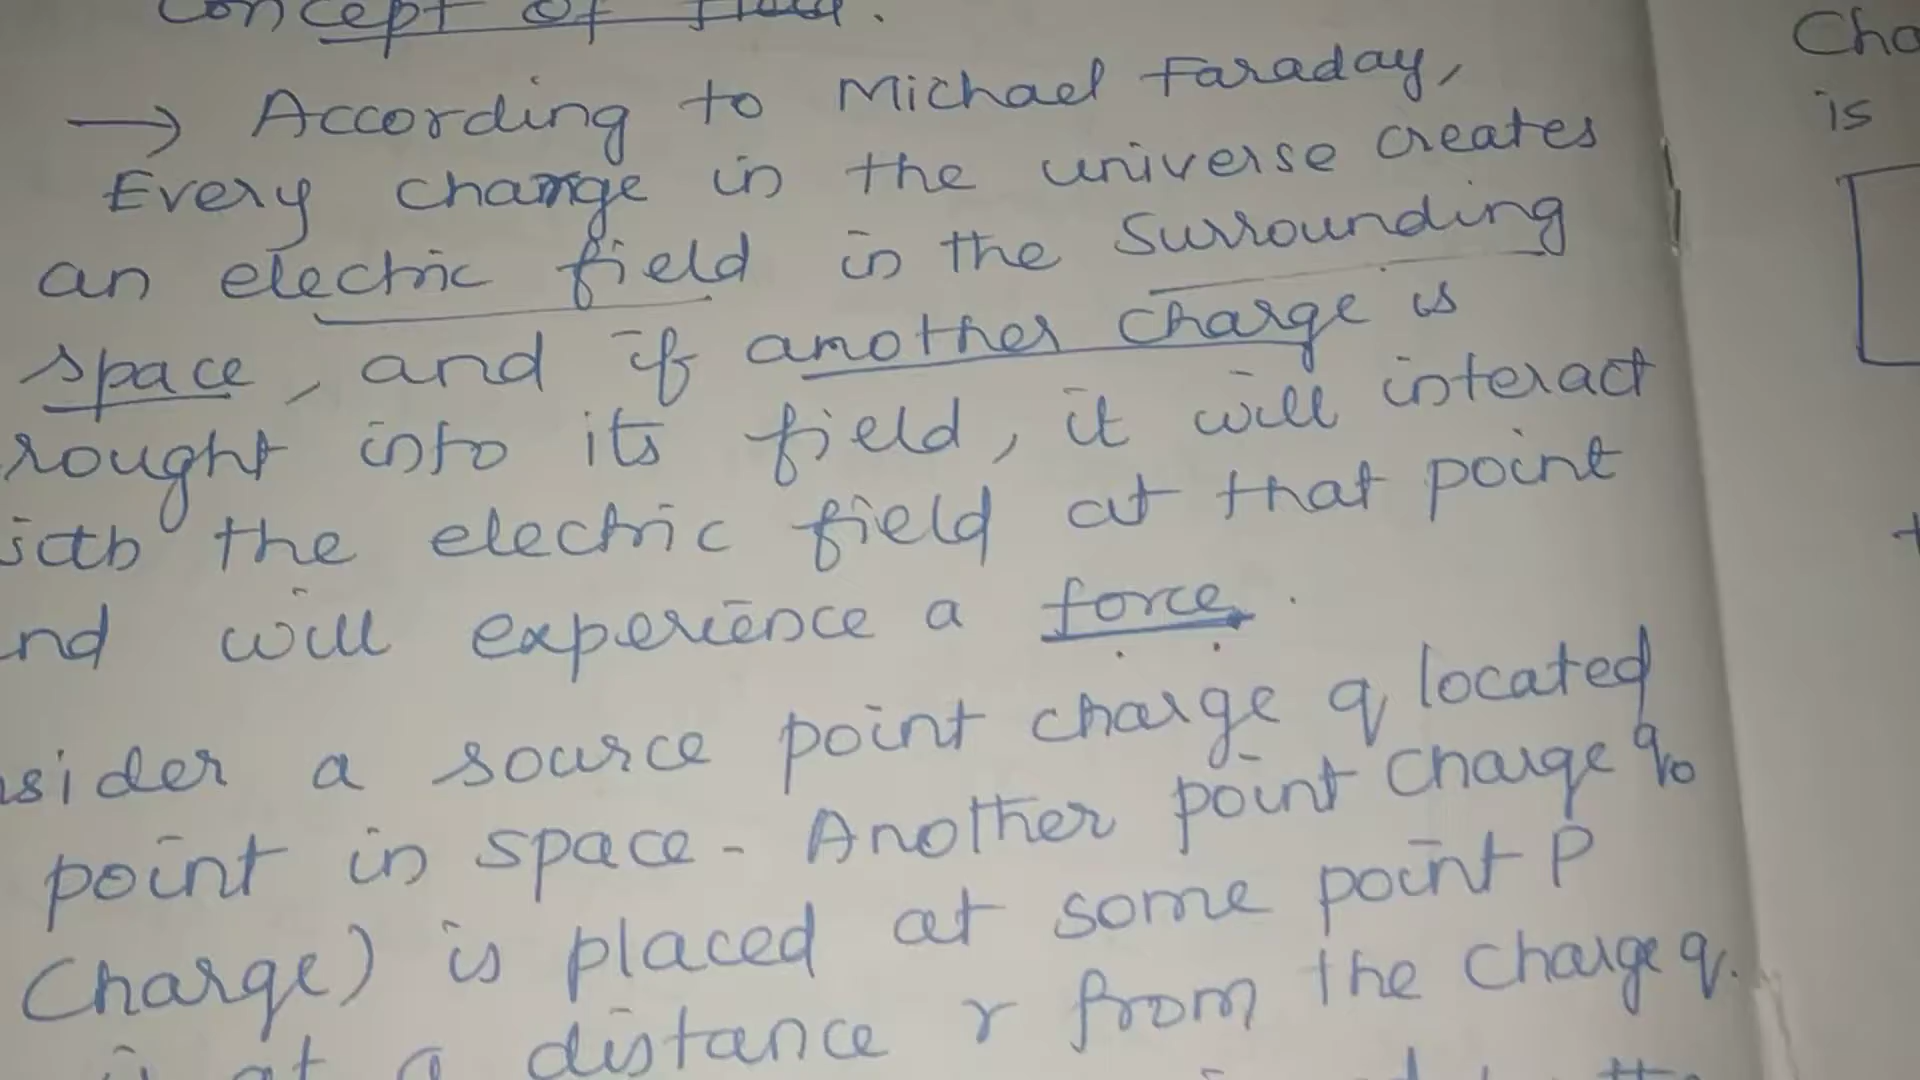 Concept of field.
→ According to Michael Faraday,
Every charge in the universe creates
an electric field in the surrounding
space, and if another charge is
rought into its field, it will interact
ith the electric field at that point
nd will experience a force.
sider a source point charge q located
point in space. Another point charge q₀
Charge) is placed at some point P
at a distance r from the charge q.
Cha
is